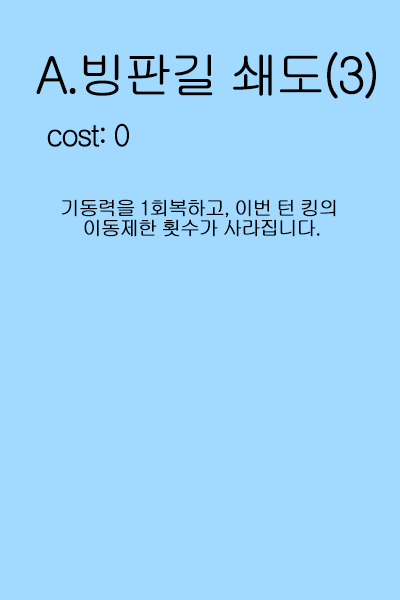 A.빙판길 쇄도(3)
cost: 0
기동력을 1회복하고, 이번 턴 킹의
이동제한 횟수가 사라집니다.